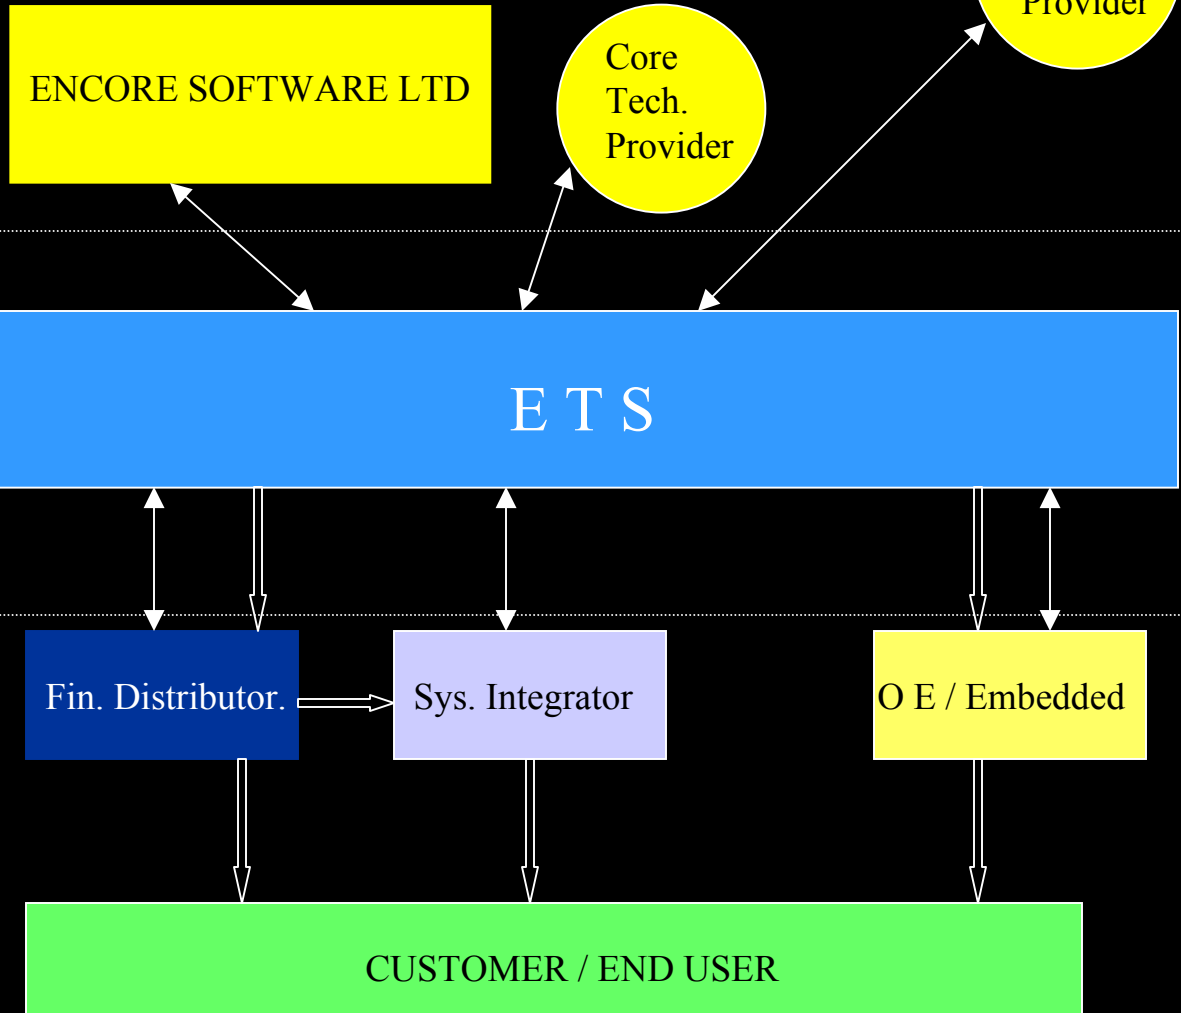 Provider
ENCORE SOFTWARE LTD
Core
Tech.
Provider
E T S
Fin. Distributor.
Sys. Integrator
O E / Embedded
CUSTOMER / END USER